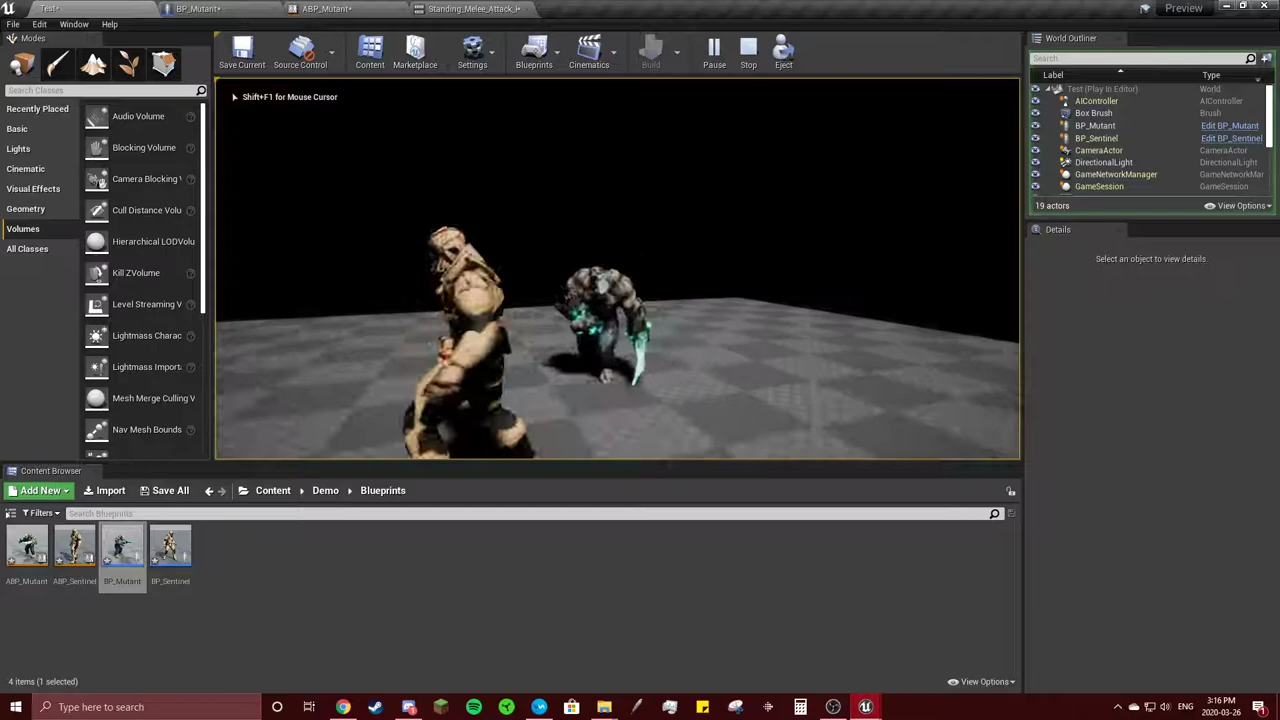 Test*
BP_Mutant*
ABP_Mutant*
Standing_Melee_Attack_I*
Preview
File Edit Window Help
Modes
Search Classes
Recently Placed
Basic
Lights
Cinematic
Visual Effects
Geometry
Volumes
All Classes
Audio Volume
Blocking Volume
Camera Blocking V
Cull Distance Volu
Hierarchical LODVolu
Kill ZVolume
Level Streaming V
Lightmass Charac
Lightmass Import
Mesh Merge Culling V
Nav Mesh Bounds
Save Current
Source Control
Content
Marketplace
Settings
Blueprints
Cinematics
Build
Pause
Stop
Eject
Shift+F1 for Mouse Cursor
World Outliner
Search
Label Type
Test (Play In Editor) World
AIController AIController
Box Brush Brush
BP_Mutant Edit BP_Mutant
BP_Sentinel Edit BP_Sentinel
CameraActor CameraActor
DirectionalLight DirectionalLight
GameNetworkManager GameNetworkMar
GameSession GameSession
19 actors View Options
Details
Select an object to view details.
Content Browser
Add New Import Save All Content Demo Blueprints
Filters Search Blueprints
ABP_Mutant ABP_Sentinel BP_Mutant BP_Sentinel
4 items (1 selected) View Options
Type here to search
ENG
3:16 PM
2020-03-26